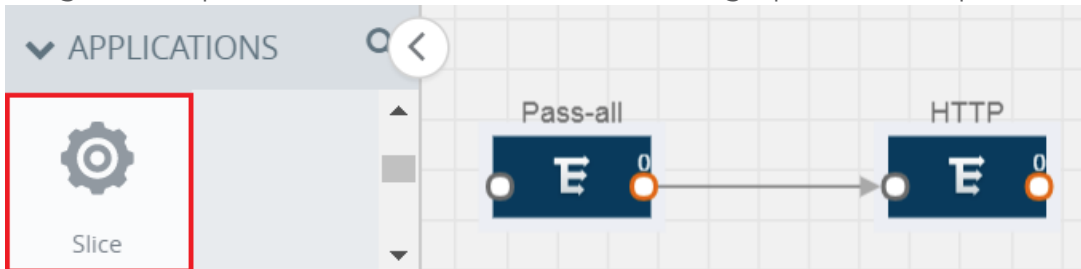 APPLICATIONS
Pass-all
HTTP
0
0
Slice